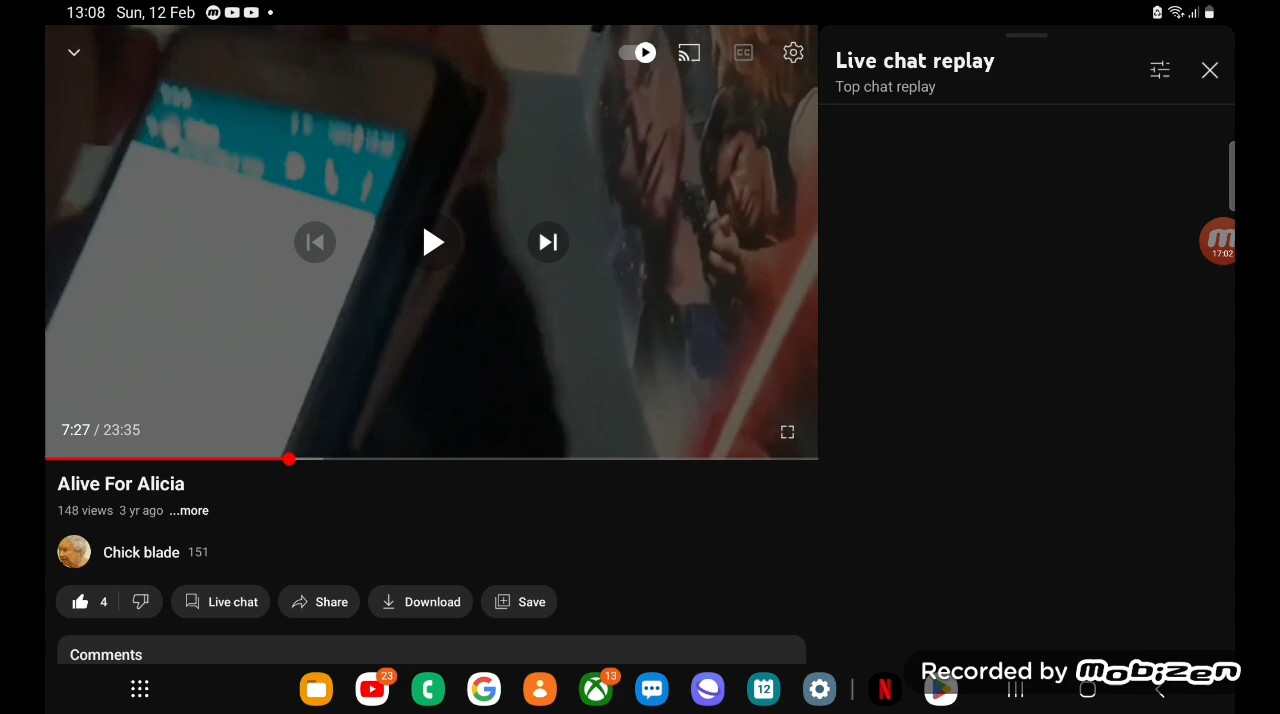 13:08 Sun, 12 Feb
Live chat replay
Top chat replay
CC
17:02
7:27 / 23:35
Alive For Alicia
148 views 3 yr ago ...more
Chick blade 151
4 Live chat Share Download Save
Comments
23
13
12
Recorded by Mobizen